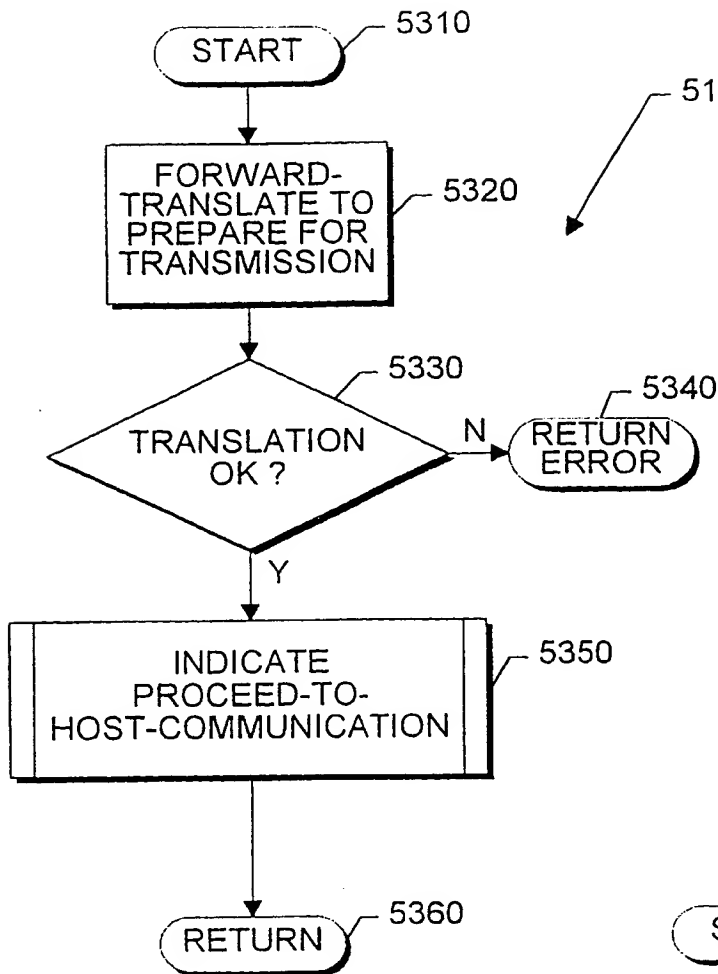 START
5310
51
FORWARD-
TRANSLATE TO
PREPARE FOR
TRANSMISSION
5320
5330
TRANSLATION
OK ?
N
5340
RETURN
ERROR
Y
INDICATE
PROCEED-TO-
HOST-COMMUNICATION
5350
RETURN
5360
S